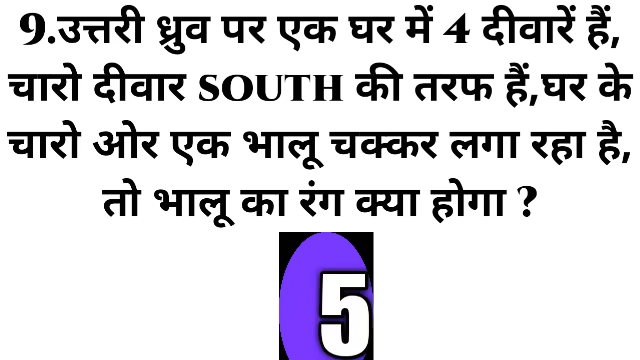 9.उत्तरी ध्रुव पर एक घर में 4 दीवारें हैं,
चारो दीवार SOUTH की तरफ हैं,घर के
चारो ओर एक भालू चक्कर लगा रहा है,
तो भालू का रंग क्या होगा ?
5